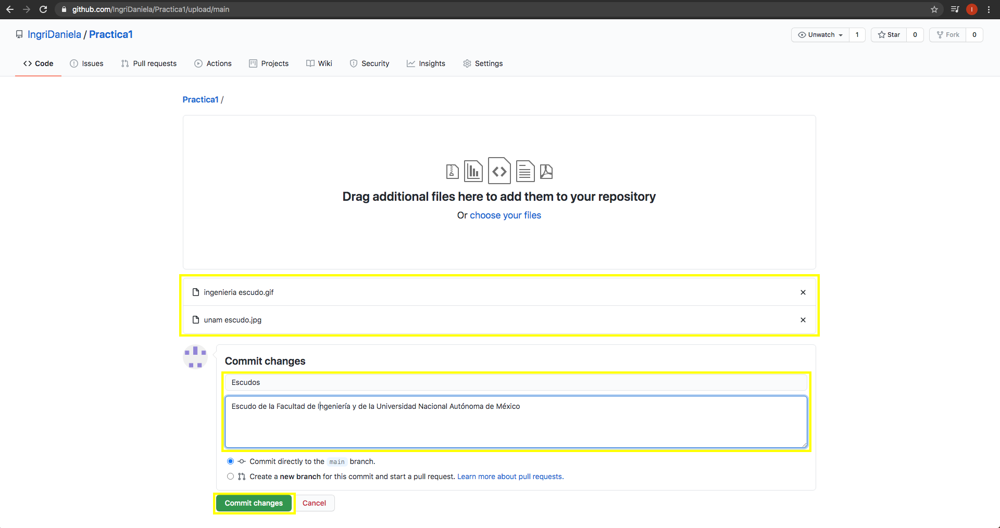 github.com/IngriDaniela/Practica1/upload/main
I
IngriDaniela / Practica1
Unwatch 1 Star 0 Fork 0
Code Issues Pull requests Actions Projects Wiki Security Insights Settings
Practica1 /
Drag additional files here to add them to your repository
Or choose your files
ingenieria escudo.gif
unam escudo.jpg
Commit changes
Escudos
Escudo de la Facultad de Ingeniería y de la Universidad Nacional Autónoma de México
Commit directly to the main branch.
Create a new branch for this commit and start a pull request. Learn more about pull requests.
Commit changes Cancel